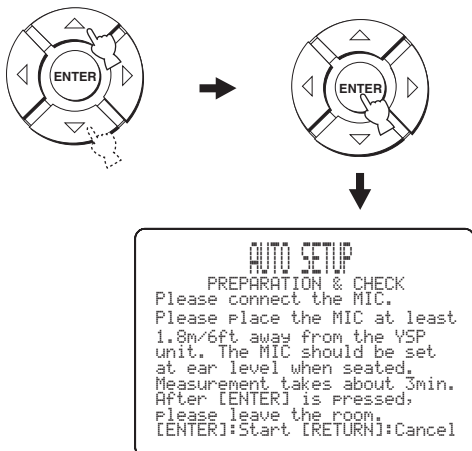 ENTER
ENTER
AUTO SETUP
PREPARATION & CHECK
Please connect the MIC.
Please place the MIC at least
1.8m/6ft away from the YSP
unit. The MIC should be set
at ear level when seated.
Measurement takes about 3min.
After [ENTER] is pressed,
please leave the room.
[ENTER]:Start [RETURN]:Cancel